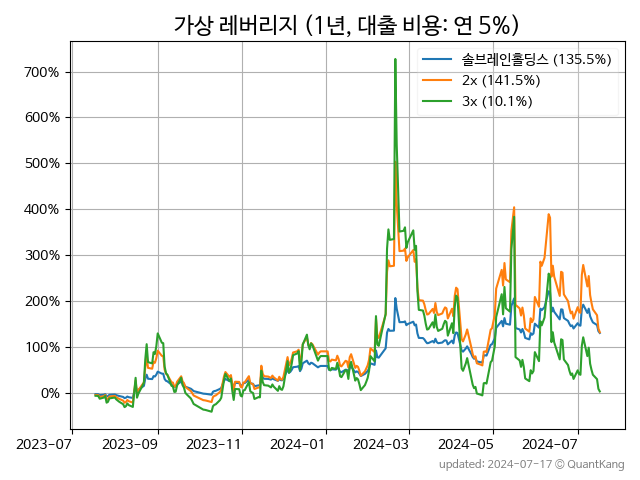 가상 레버리지 (1년, 대출 비용: 연 5%)
솔브레인홀딩스 (135.5%)
2x (141.5%)
3x (10.1%)
700%
600%
500%
400%
300%
200%
100%
0%
2023-07 2023-09 2023-11 2024-01 2024-03 2024-05 2024-07
updated: 2024-07-17 © QuantKang